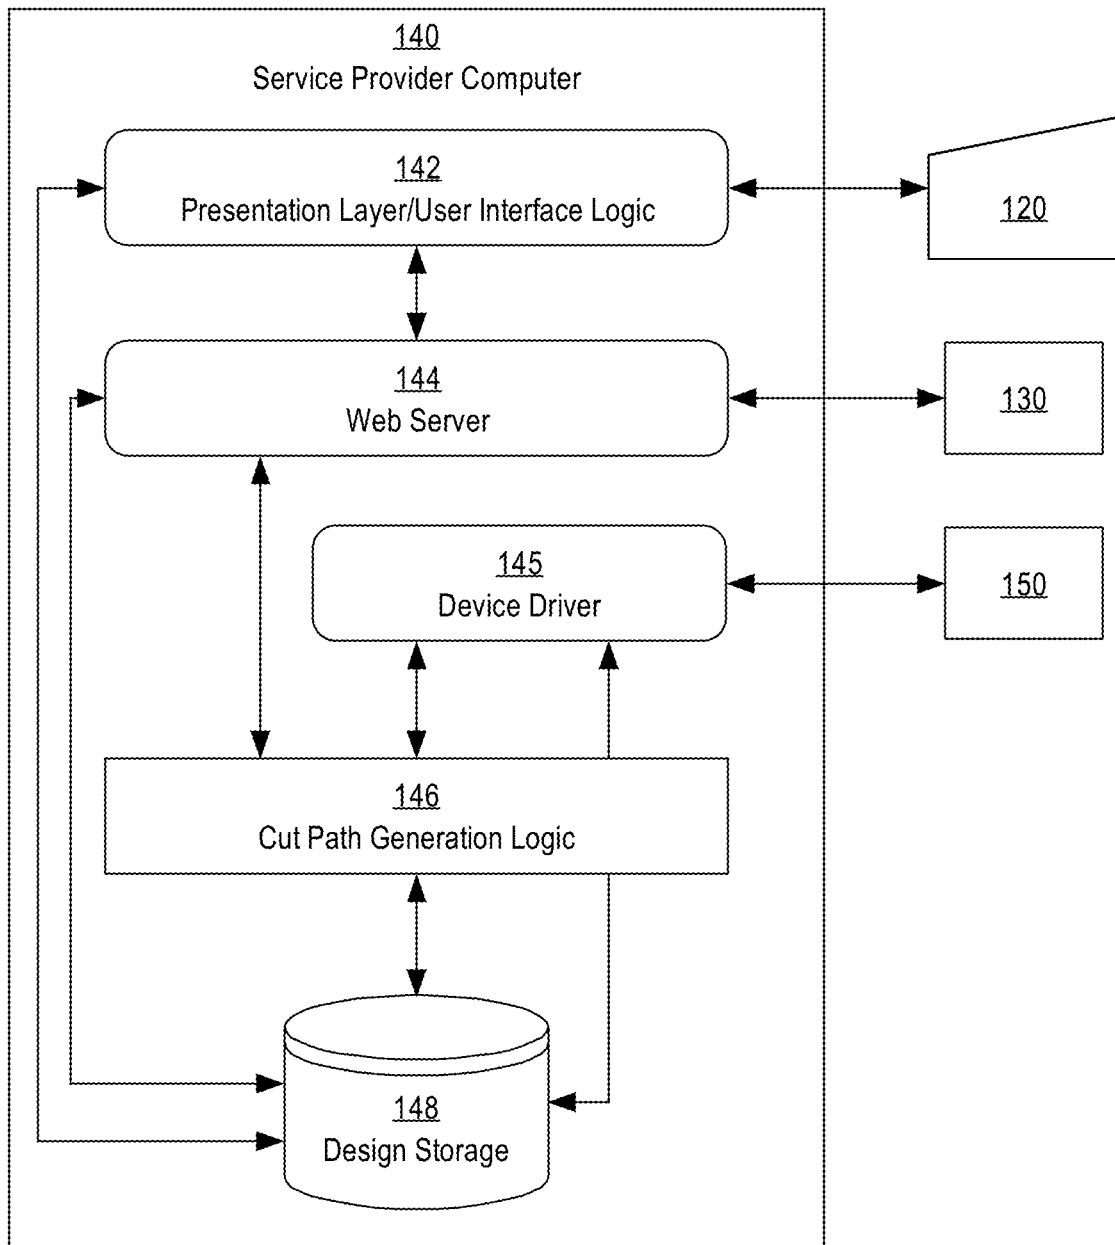 140
Service Provider Computer
142
Presentation Layer/User Interface Logic
120
144
Web Server
130
145
Device Driver
150
146
Cut Path Generation Logic
148
Design Storage